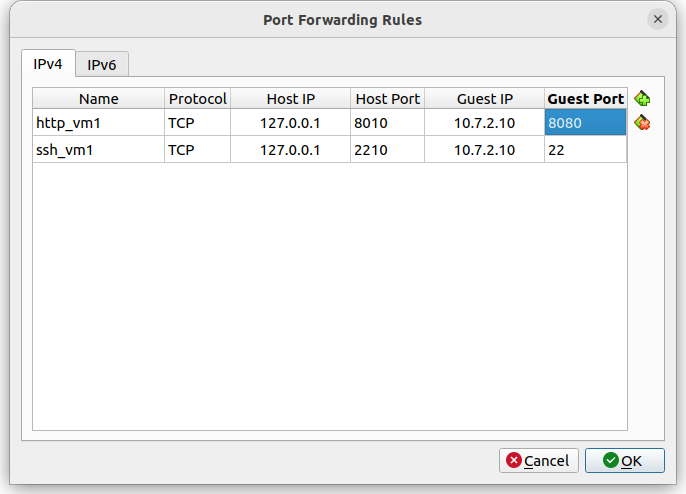 Port Forwarding Rules
IPv4 IPv6
Name Protocol Host IP Host Port Guest IP Guest Port
http_vm1 TCP 127.0.0.1 8010 10.7.2.10 8080
ssh_vm1 TCP 127.0.0.1 2210 10.7.2.10 22
Cancel OK